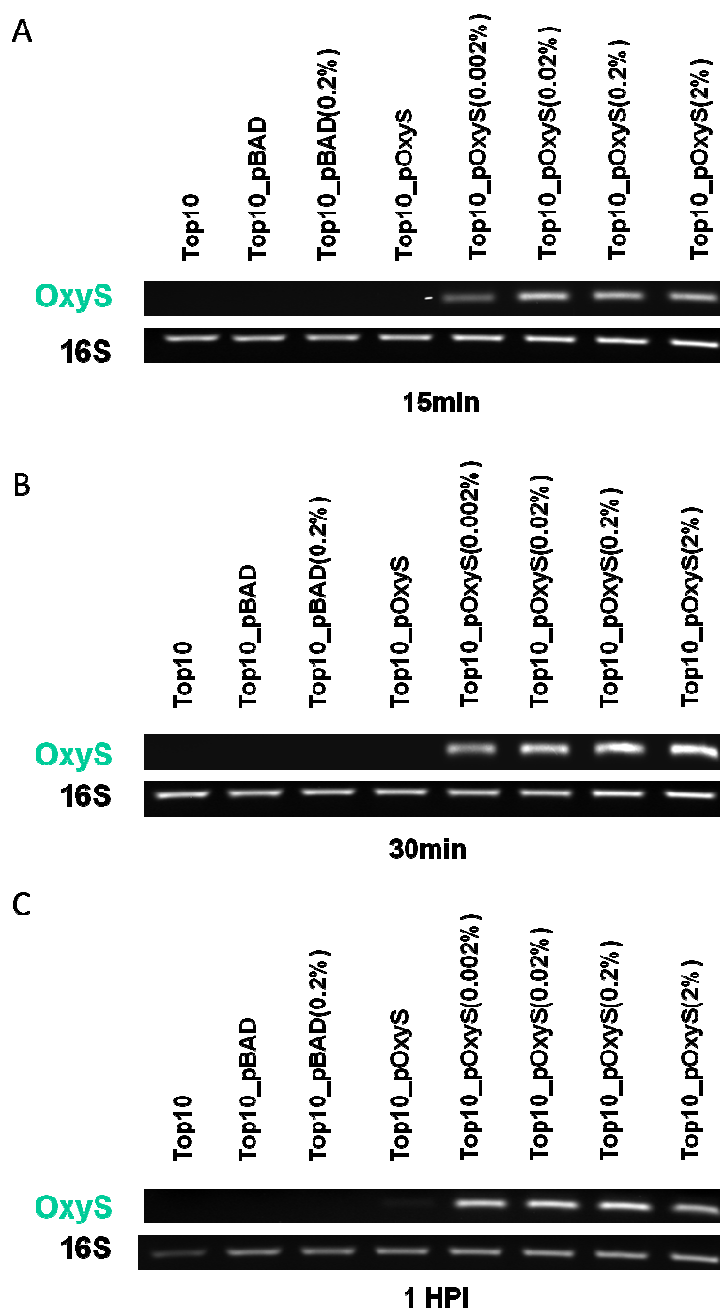 A
Top10
Top10_pBAD
Top10_pBAD(0.2%)
Top10_pOxyS
Top10_pOxyS(0.002%)
Top10_pOxyS(0.02%)
Top10_pOxyS(0.2%)
Top10_pOxyS(2%)
OxyS
16S
15min
B
Top10
Top10_pBAD
Top10_pBAD(0.2%)
Top10_pOxyS
Top10_pOxyS(0.002%)
Top10_pOxyS(0.02%)
Top10_pOxyS(0.2%)
Top10_pOxyS(2%)
OxyS
16S
30min
C
Top10
Top10_pBAD
Top10_pBAD(0.2%)
Top10_pOxyS
Top10_pOxyS(0.002%)
Top10_pOxyS(0.02%)
Top10_pOxyS(0.2%)
Top10_pOxyS(2%)
OxyS
16S
1 HPI